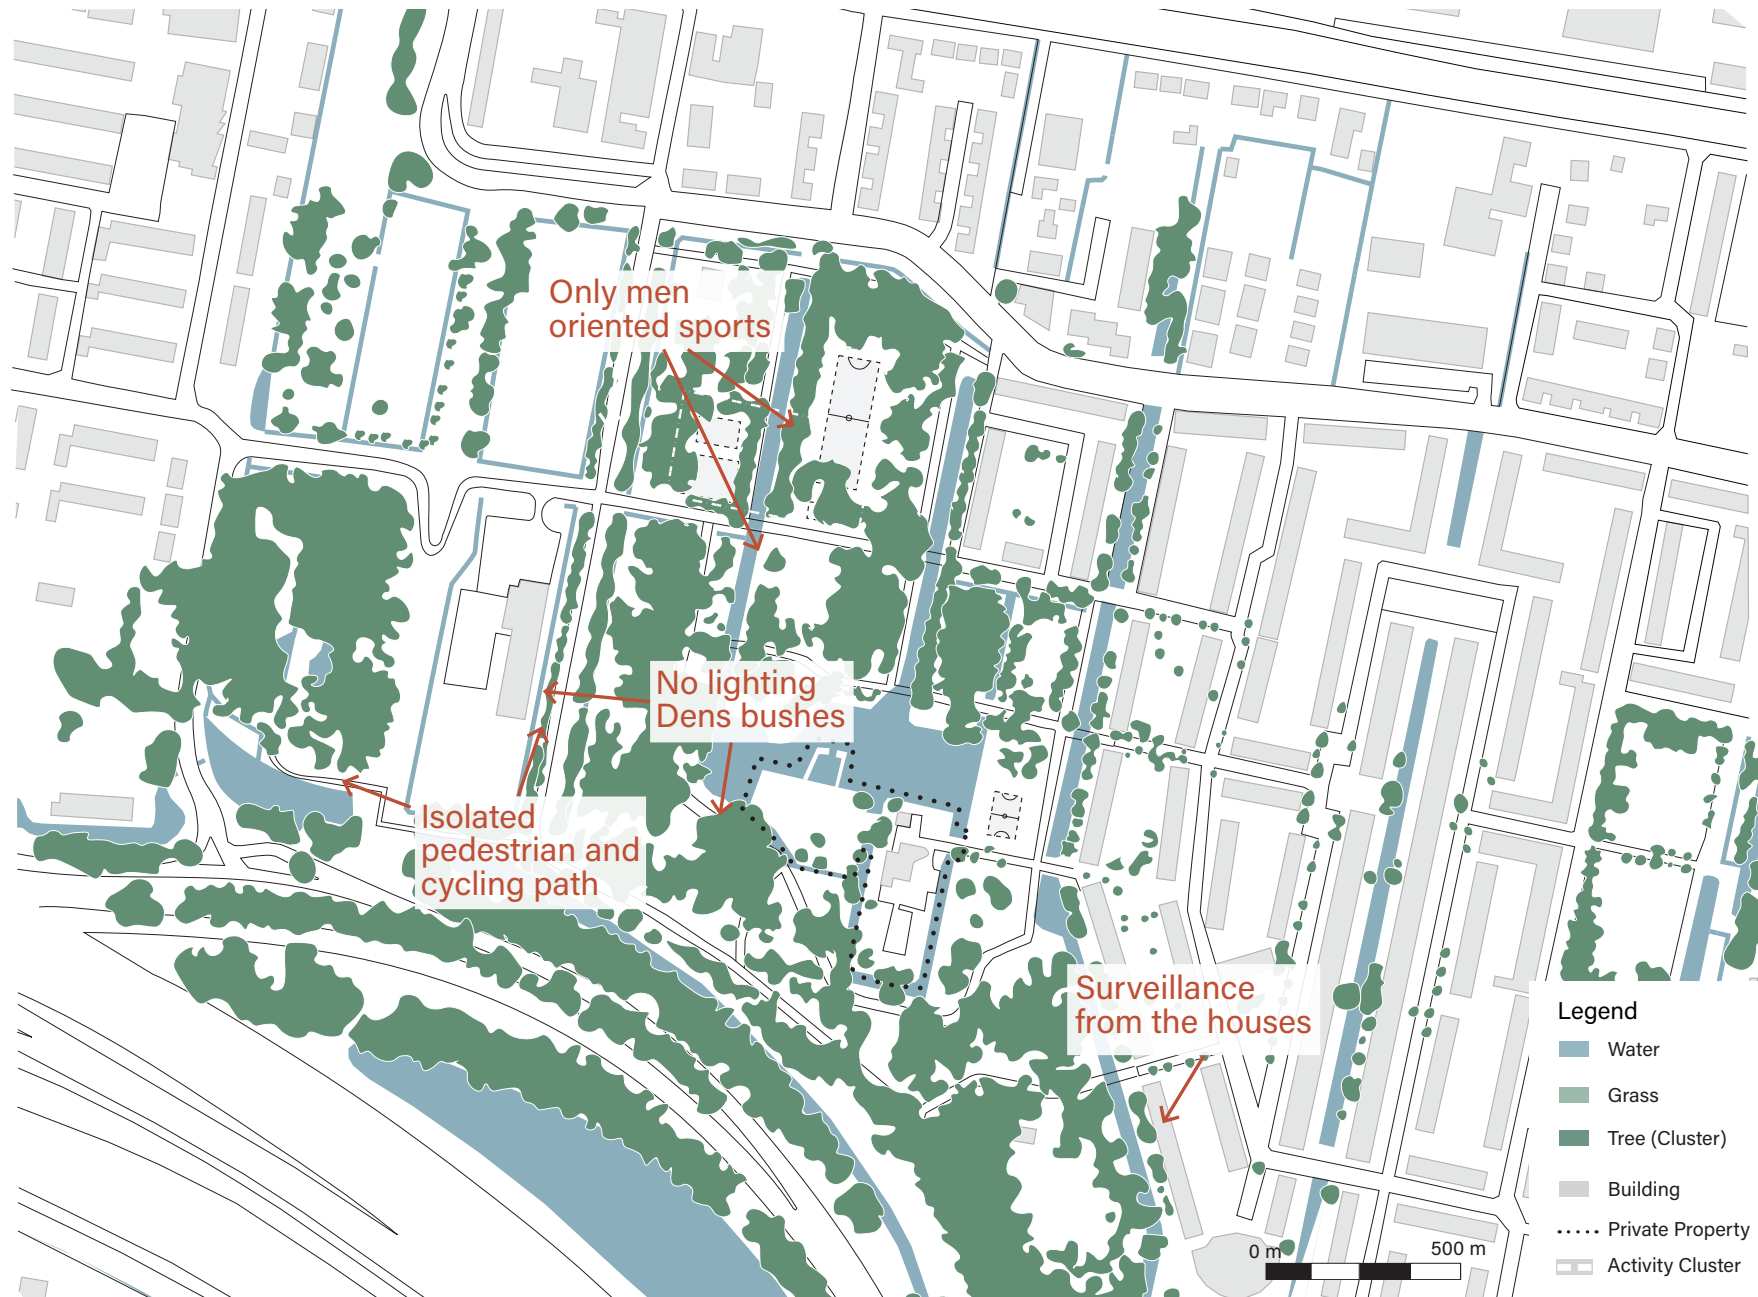 Only men
oriented sports
No lighting
Dens bushes
Isolated
pedestrian and
cycling path
Surveillance
from the houses
Legend
Water
Grass
Tree (Cluster)
Building
Private Property
Activity Cluster
0 m
500 m